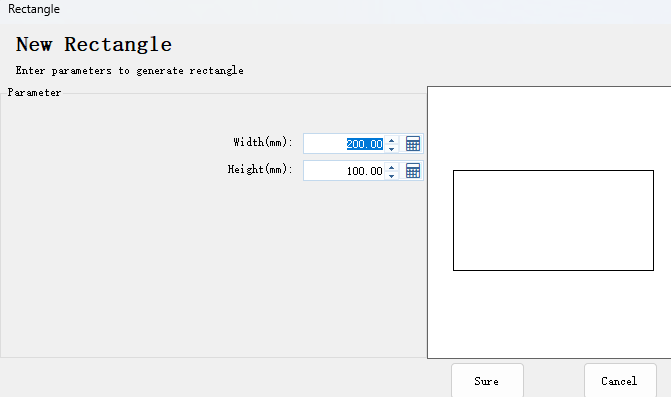 Rectangle
New Rectangle
Enter parameters to generate rectangle
Parameter
Width(mm): 200.00
Height(mm): 100.00
Sure Cancel